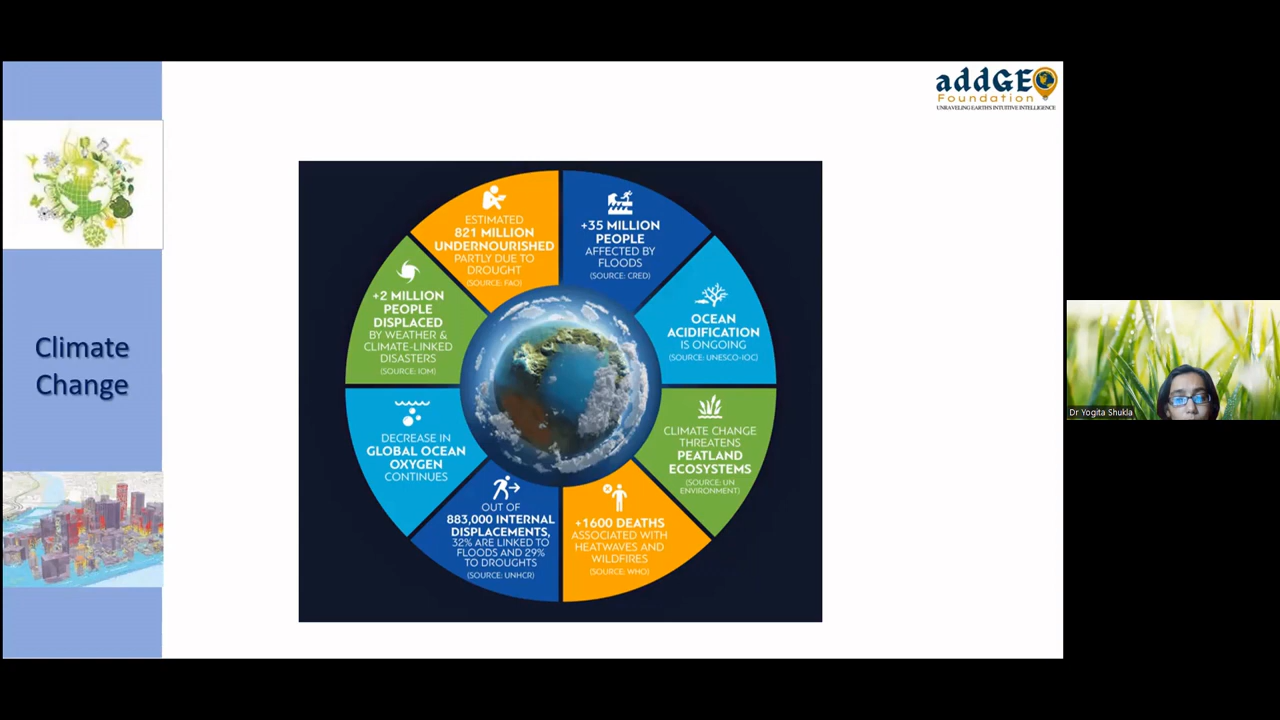 addGEO
Foundation
UNRAVELING EARTH'S INTUITIVE INTELLIGENCE
Climate
Change
ESTIMATED
821 MILLION
UNDERNOURISHED
PARTLY DUE TO
DROUGHT
(SOURCE: FAO)
+35 MILLION
PEOPLE
AFFECTED BY
FLOODS
(SOURCE: CRED)
OCEAN
ACIDIFICATION
IS ONGOING
(SOURCE: UNESCO-IOC)
CLIMATE CHANGE
THREATENS
PEATLAND
ECOSYSTEMS
(SOURCE: UN
ENVIRONMENT)
+1600 DEATHS
ASSOCIATED WITH
HEATWAVES AND
WILDFIRES
(SOURCE: WHO)
OUT OF
883,000 INTERNAL
DISPLACEMENTS,
32% ARE LINKED TO
FLOODS AND 29%
TO DROUGHTS
(SOURCE: UNHCR)
DECREASE IN
GLOBAL OCEAN
OXYGEN
CONTINUES
+2 MILLION
PEOPLE
DISPLACED
BY WEATHER &
CLIMATE-LINKED
DISASTERS
(SOURCE: IOM)
Dr Yogita Shukla